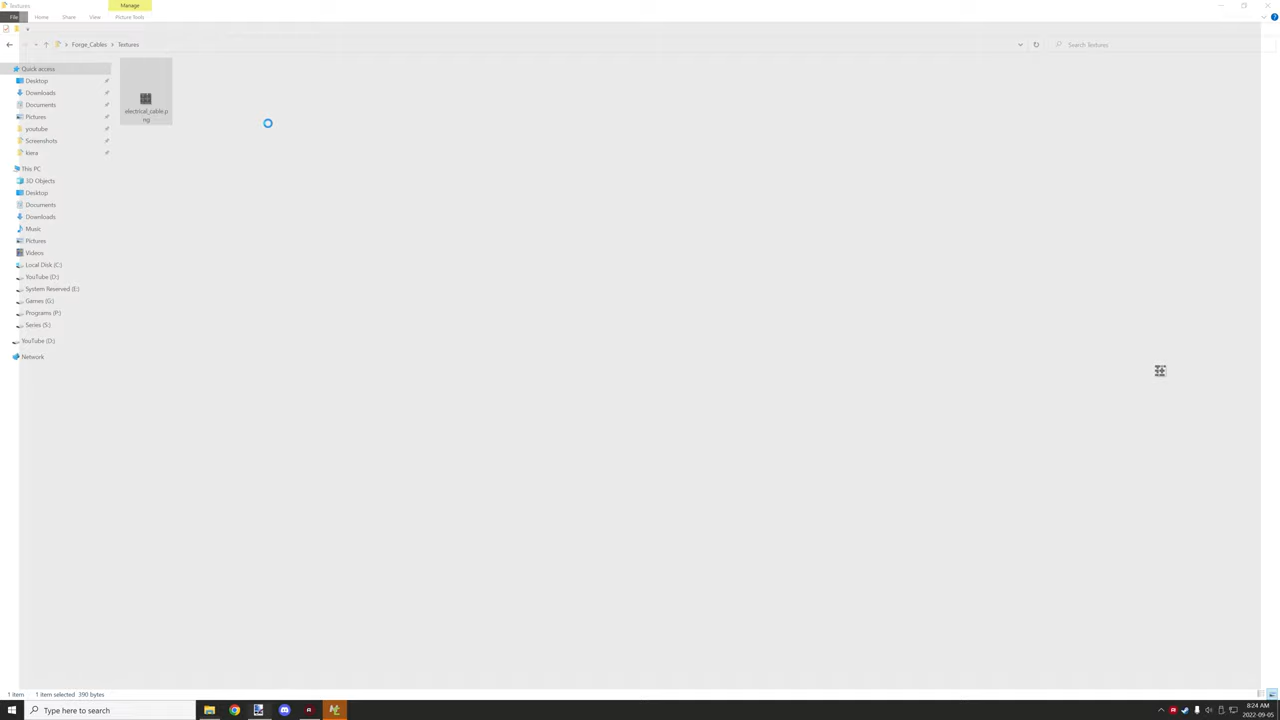 Textures
Manage
File Home Share View Picture Tools
Forge_Cables Textures
Search Textures
Quick access
Desktop
Downloads
Documents
Pictures
youtube
Screenshots
kiera
This PC
3D Objects
Desktop
Documents
Downloads
Music
Pictures
Videos
Local Disk (C:)
YouTube (D:)
System Reserved (E:)
Games (G:)
Programs (P:)
Series (S:)
YouTube (D:)
Network
electrical_cable.p
ng
1 item 1 item selected 390 bytes
Type here to search
8:24 AM
2022-09-05